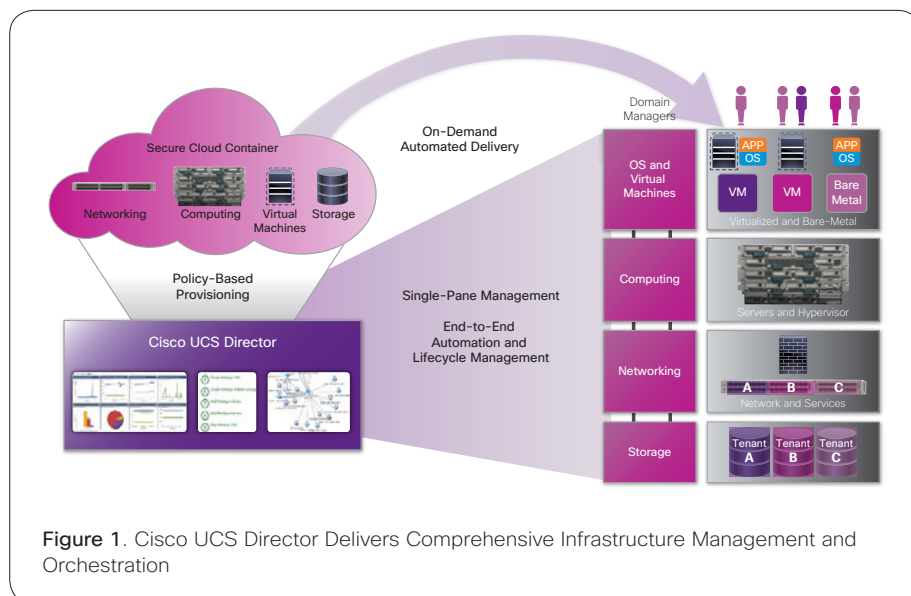 Secure Cloud Container
Networking
Computing
Virtual
Machines
Storage
Policy-Based
Provisioning
Cisco UCS Director
On-Demand
Automated Delivery
Single-Pane Management
End-to-End
Automation and
Lifecycle Management
Domain
Managers
OS and
Virtual
Machines
Computing
Networking
Storage
APP
OS
APP
OS
VM
VM
Bare
Metal
Virtualized and Bare-Metal
Servers and Hypervisor
A
B
C
Network and Services
Tenant
A
Tenant
B
Tenant
C
Figure 1. Cisco UCS Director Delivers Comprehensive Infrastructure Management and
Orchestration